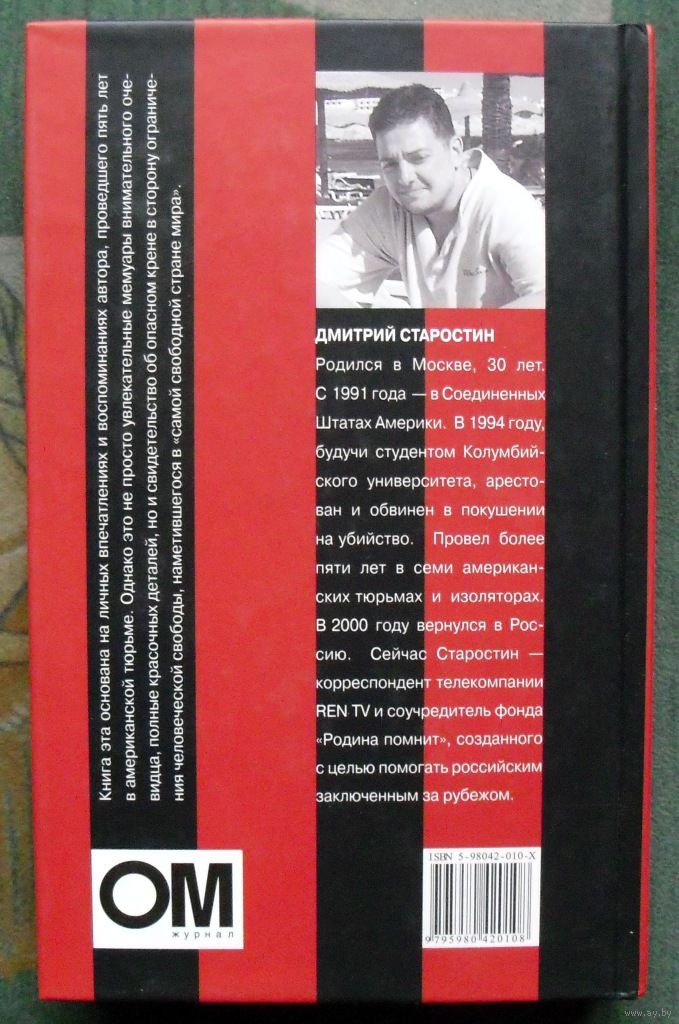 Книга эта основана на личных впечатлениях и воспоминаниях автора, проведшего пять лет
в американской тюрьме. Однако это не просто увлекательные мемуары внимательного оче-
видца, полные красочных деталей, но и свидетельство об опасном крене в сторону ограниче-
ния человеческой свободы, наметившегося в «самой свободной стране мира».
ДМИТРИЙ СТАРОСТИН
Родился в Москве, 30 лет.
С 1991 года — в Соединенных
Штатах Америки. В 1994 году,
будучи студентом Колумбий-
ского университета, аресто-
ван и обвинен в покушении
на убийство. Провел более
пяти лет в семи американ-
ских тюрьмах и изоляторах.
В 2000 году вернулся в Рос-
сию. Сейчас Старостин —
корреспондент телекомпании
REN TV и соучредитель фонда
«Родина помнит», созданного
с целью помогать российским
заключенным за рубежом.
ОМ
журнал
ISBN 5-98042-010-X
9795980420108
www.ay.by